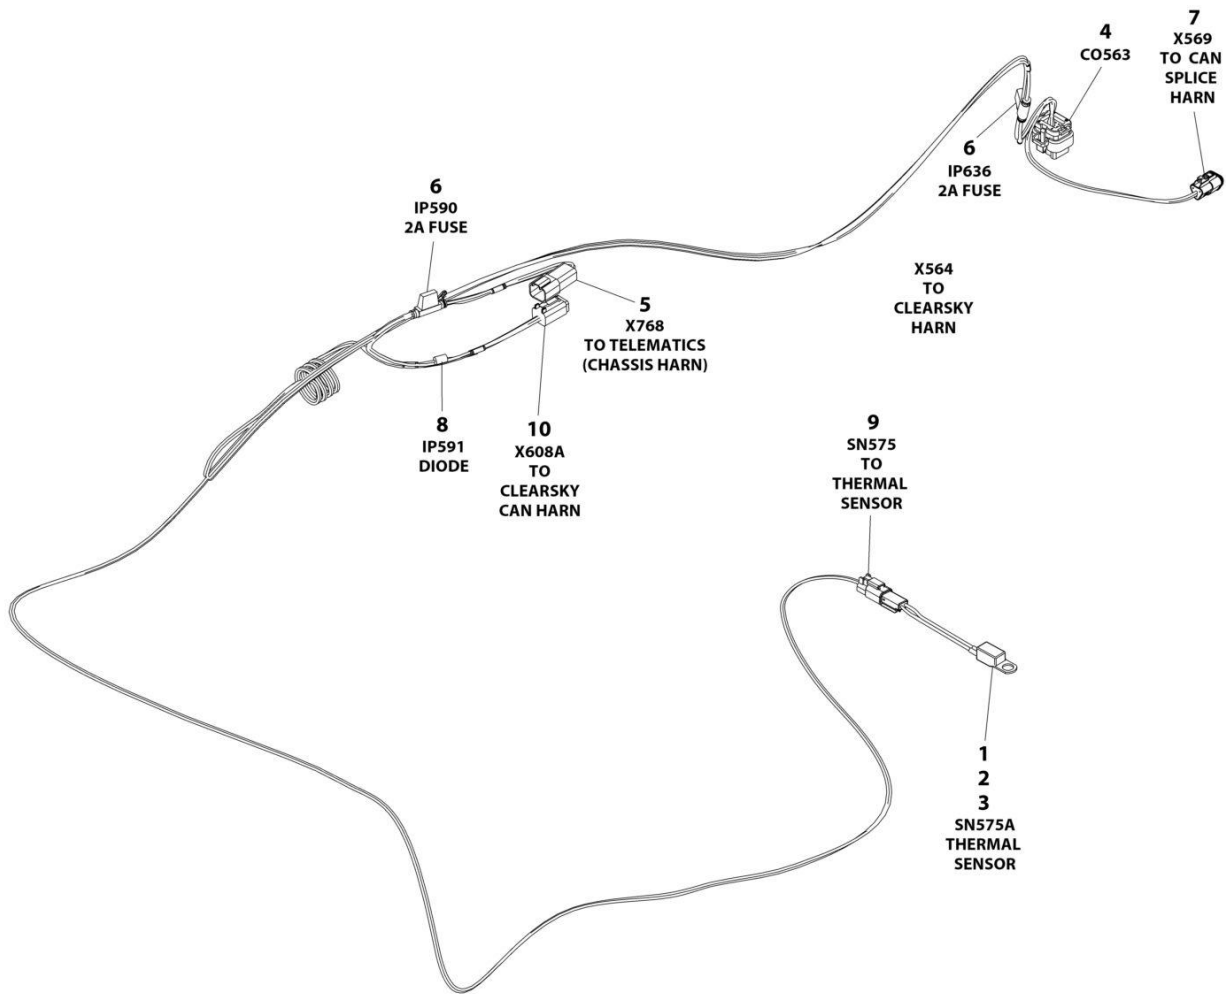 7
X569
TO CAN
SPLICE
HARN
4
CO563
6
IP636
2A FUSE
6
IP590
2A FUSE
X564
TO
CLEARSKY
HARN
5
X768
TO TELEMATICS
(CHASSIS HARN)
8
IP591
DIODE
10
X608A
TO
CLEARSKY
CAN HARN
9
SN575
TO
THERMAL
SENSOR
1
2
3
SN575A
THERMAL
SENSOR